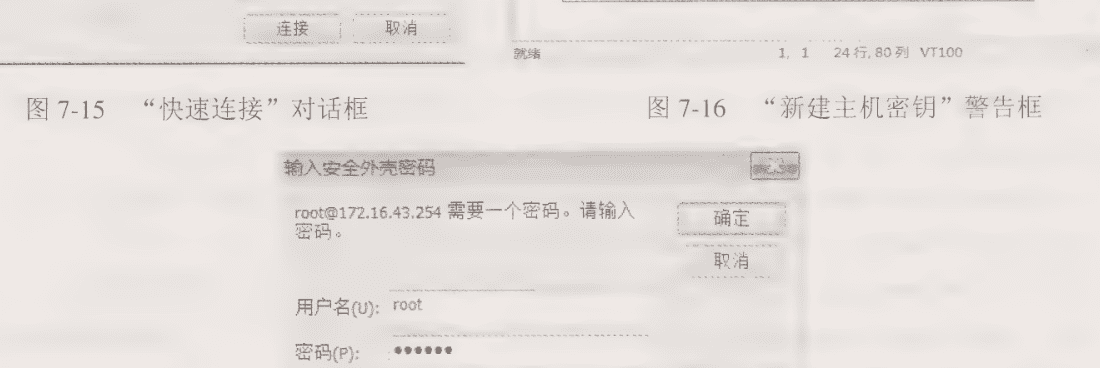 连接 取消
就绪 1, 1 24 行, 80 列 VT100
图 7-15 “快速连接”对话框 图 7-16 “新建主机密钥”警告框
输入安全外壳密码
root@172.16.43.254 需要一个密码。请输入
密码。
确定
取消
用户名(U): root
密码(P): ●●●●●●